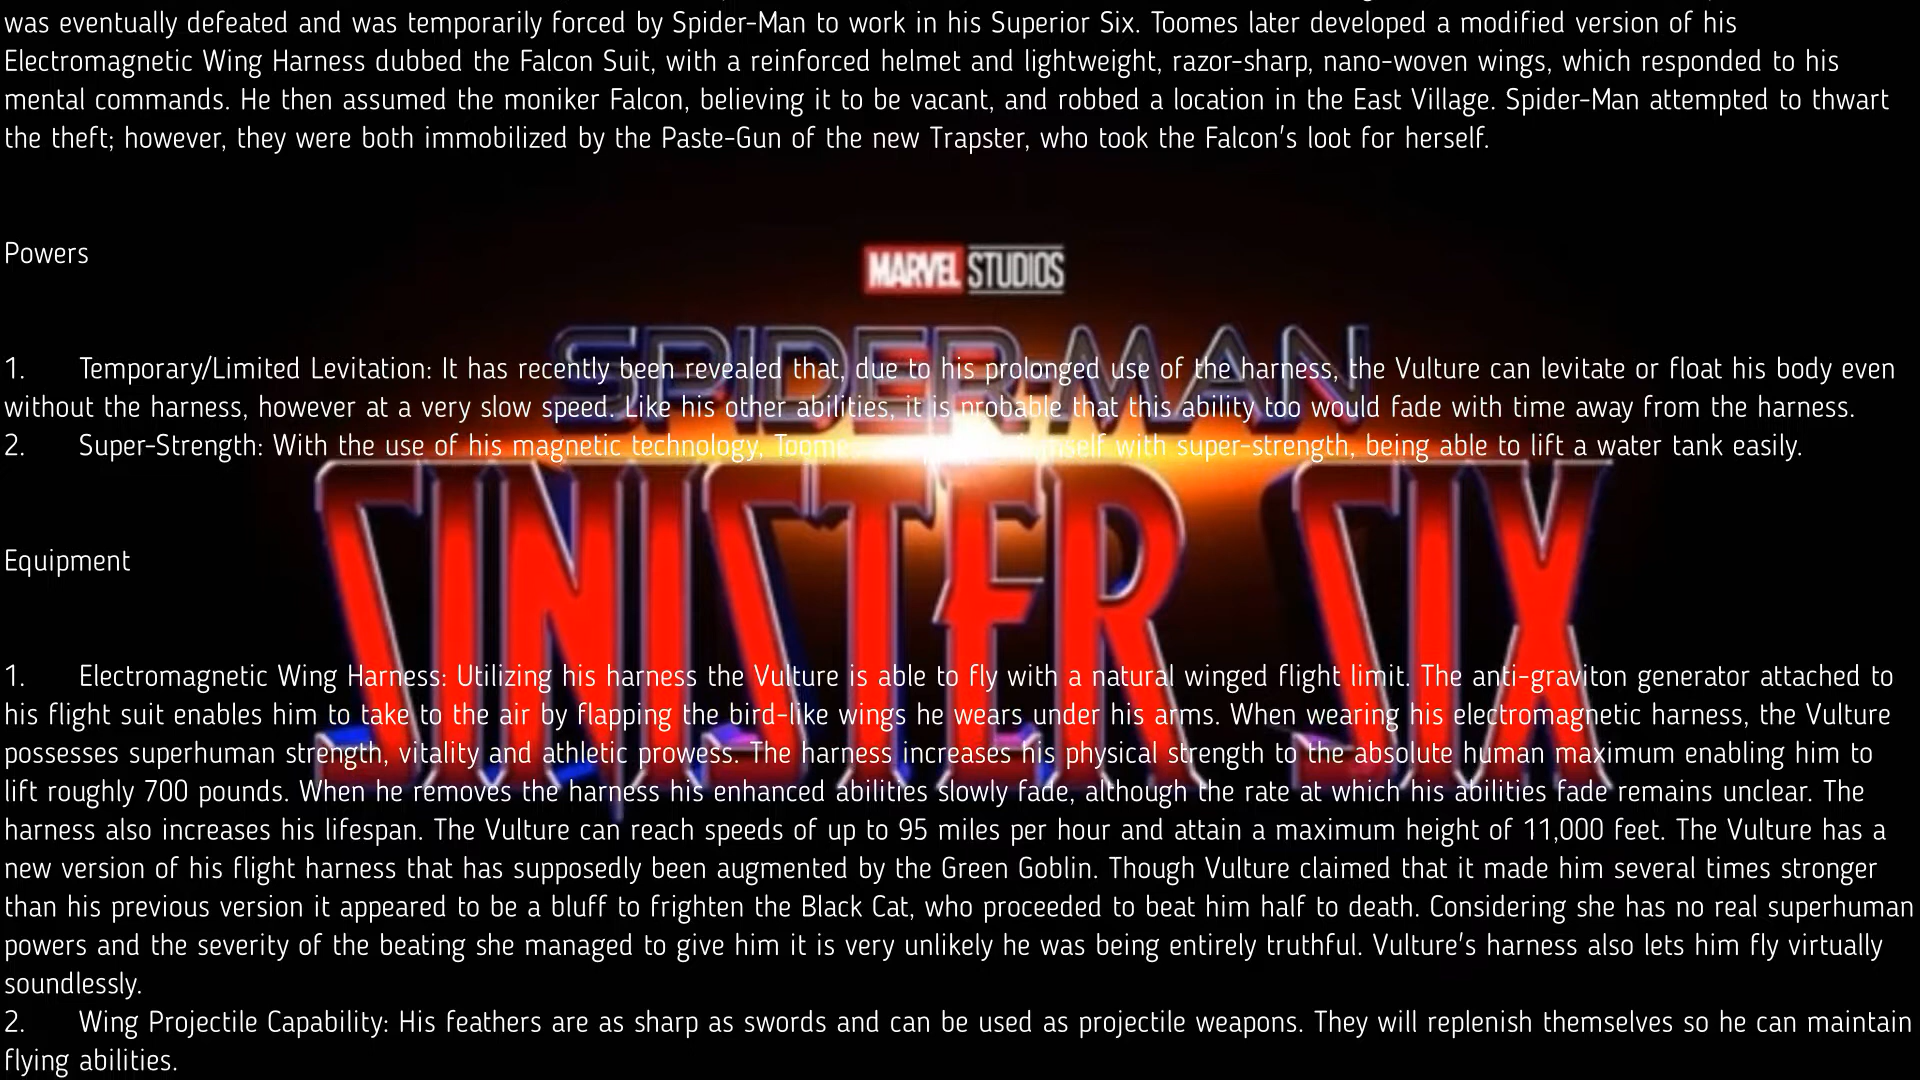 was eventually defeated and was temporarily forced by Spider-Man to work in his Superior Six. Toomes later developed a modified version of his
Electromagnetic Wing Harness dubbed the Falcon Suit, with a reinforced helmet and lightweight, razor-sharp, nano-woven wings, which responded to his
mental commands. He then assumed the moniker Falcon, believing it to be vacant, and robbed a location in the East Village. Spider-Man attempted to thwart
the theft; however, they were both immobilized by the Paste-Gun of the new Trapster, who took the Falcon's loot for herself.
Powers
MARVEL STUDIOS
SPIDER-MAN
1. Temporary/Limited Levitation: It has recently been revealed that, due to his prolonged use of the harness, the Vulture can levitate or float his body even
without the harness, however at a very slow speed. Like his other abilities, it is probable that this ability too would fade with time away from the harness.
2. Super-Strength: With the use of his magnetic technology, with super-strength, being able to lift a water tank easily.
SINISTER SIX
Equipment
1. Electromagnetic Wing Harness: Utilizing his harness the Vulture is able to fly with a natural winged flight limit. The anti-graviton generator attached to
his flight suit enables him to take to the air by flapping the bird-like wings he wears under his arms. When wearing his electromagnetic harness, the Vulture
possesses superhuman strength, vitality and athletic prowess. The harness increases his physical strength to the absolute human maximum enabling him to
lift roughly 700 pounds. When he removes the harness his enhanced abilities slowly fade, although the rate at which his abilities fade remains unclear. The
harness also increases his lifespan. The Vulture can reach speeds of up to 95 miles per hour and attain a maximum height of 11,000 feet. The Vulture has a
new version of his flight harness that has supposedly been augmented by the Green Goblin. Though Vulture claimed that it made him several times stronger
than his previous version it appeared to be a bluff to frighten the Black Cat, who proceeded to beat him half to death. Considering she has no real superhuman
powers and the severity of the beating she managed to give him it is very unlikely he was being entirely truthful. Vulture's harness also lets him fly virtually
soundlessly.
2. Wing Projectile Capability: His feathers are as sharp as swords and can be used as projectile weapons. They will replenish themselves so he can maintain
flying abilities.